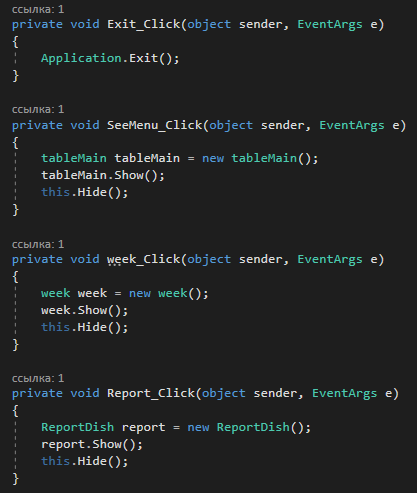 ссылка: 1
private void Exit_Click(object sender, EventArgs e)
{
Application.Exit();
}
ссылка: 1
private void SeeMenu_Click(object sender, EventArgs e)
{
tableMain tableMain = new tableMain();
tableMain.Show();
this.Hide();
}
ссылка: 1
private void week_Click(object sender, EventArgs e)
{
week week = new week();
week.Show();
this.Hide();
}
ссылка: 1
private void Report_Click(object sender, EventArgs e)
{
ReportDish report = new ReportDish();
report.Show();
this.Hide();
}